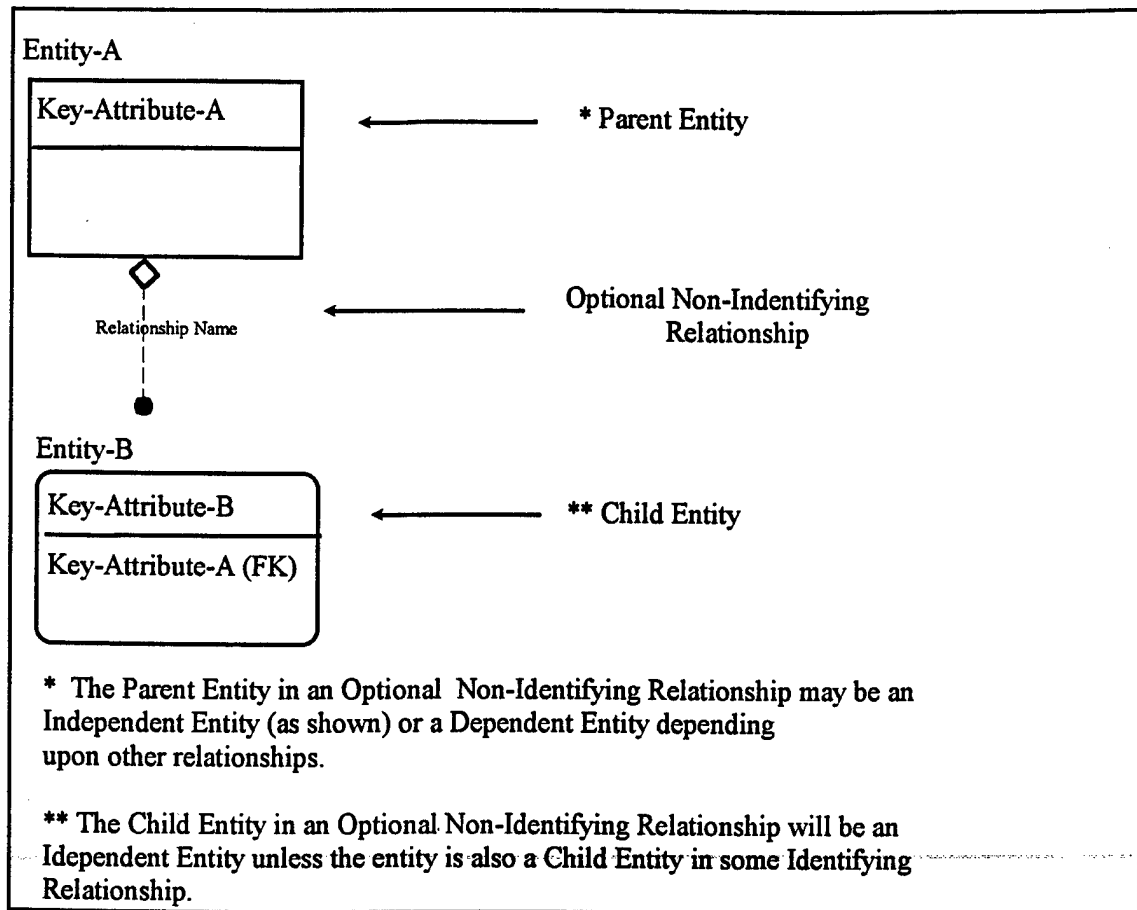 Entity-A
Key-Attribute-A
* Parent Entity
Optional Non-Indentifying
Relationship
Relationship Name
Entity-B
Key-Attribute-B
** Child Entity
Key-Attribute-A (FK)
* The Parent Entity in an Optional Non-Identifying Relationship may be an
Independent Entity (as shown) or a Dependent Entity depending
upon other relationships.
** The Child Entity in an Optional Non-Identifying Relationship will be an
Idependent Entity unless the entity is also a Child Entity in some Identifying
Relationship.